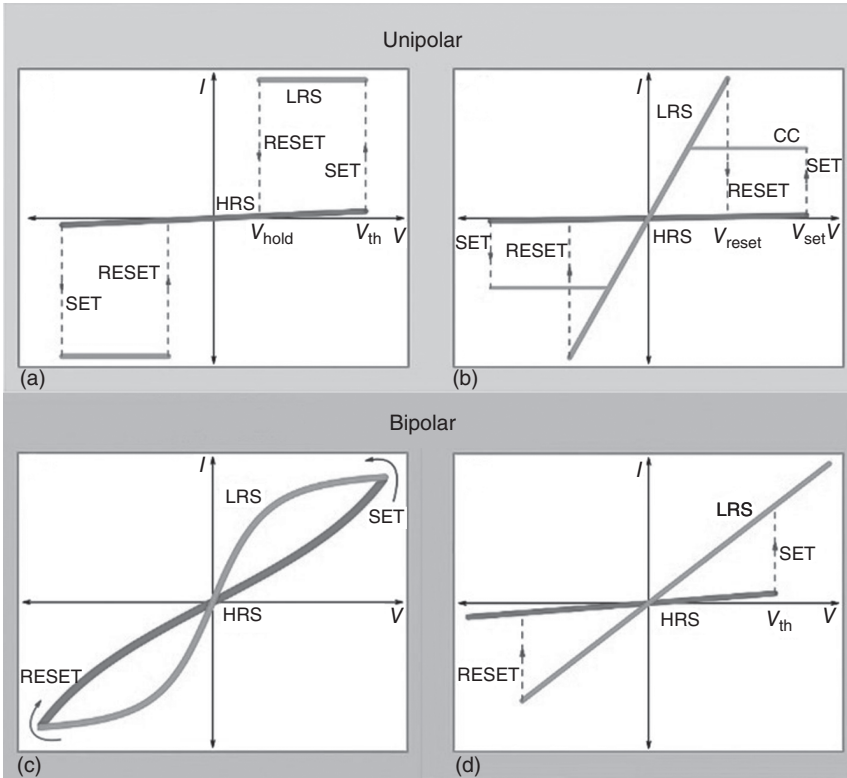 Unipolar
I
LRS
RESET
SET
HRS
V_hold
V_th
V
RESET
SET
(a)
I
LRS
CC
SET
RESET
HRS
V_reset
V_set
V
SET
RESET
(b)
Bipolar
I
LRS
SET
HRS
V
RESET
(c)
I
LRS
SET
HRS
V_th
V
RESET
(d)